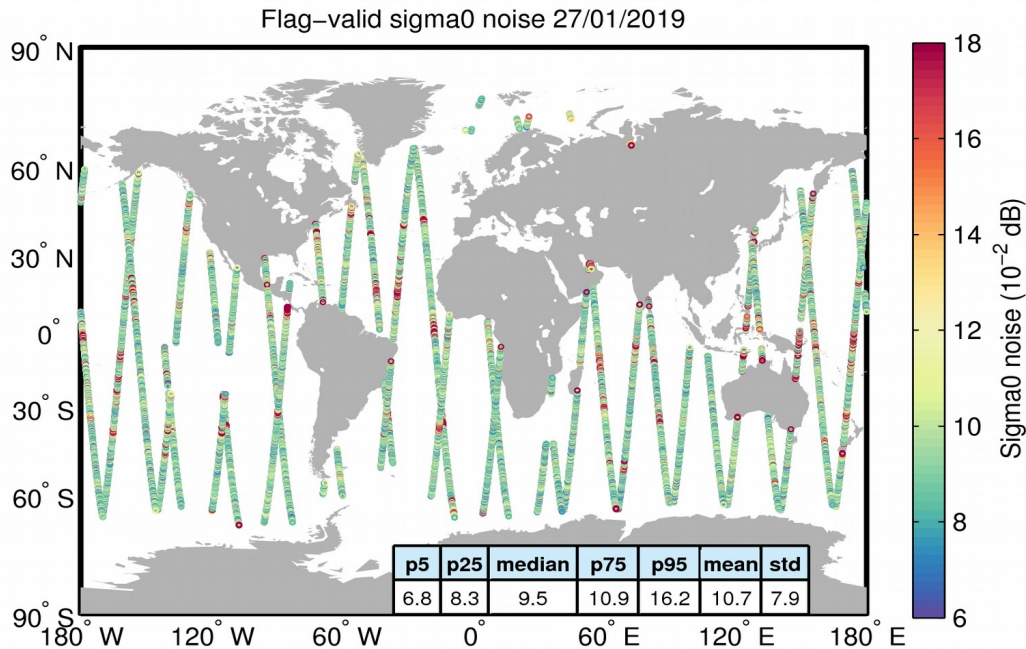 Flag−valid sigma0 noise 27/01/2019
90° N
60° N
30° N
0°
30° S
60° S
90° S
180° W
120° W
60° W
0°
60° E
120° E
180° E
p5 p25 median p75 p95 mean std
6.8 8.3 9.5 10.9 16.2 10.7 7.9
18
16
14
12
10
8
6
Sigma0 noise (10⁻² dB)